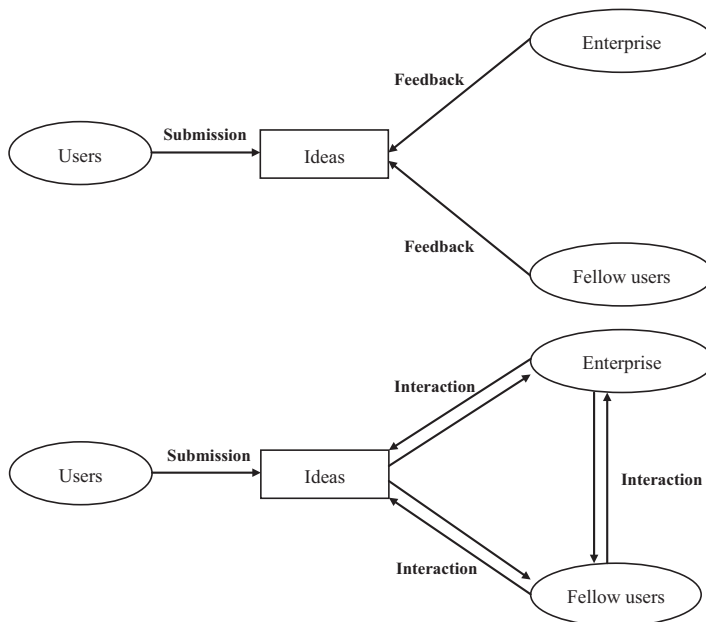 Enterprise
Feedback
Submission
Users
Ideas
Feedback
Fellow users
Enterprise
Interaction
Submission
Users
Ideas
Interaction
Interaction
Fellow users